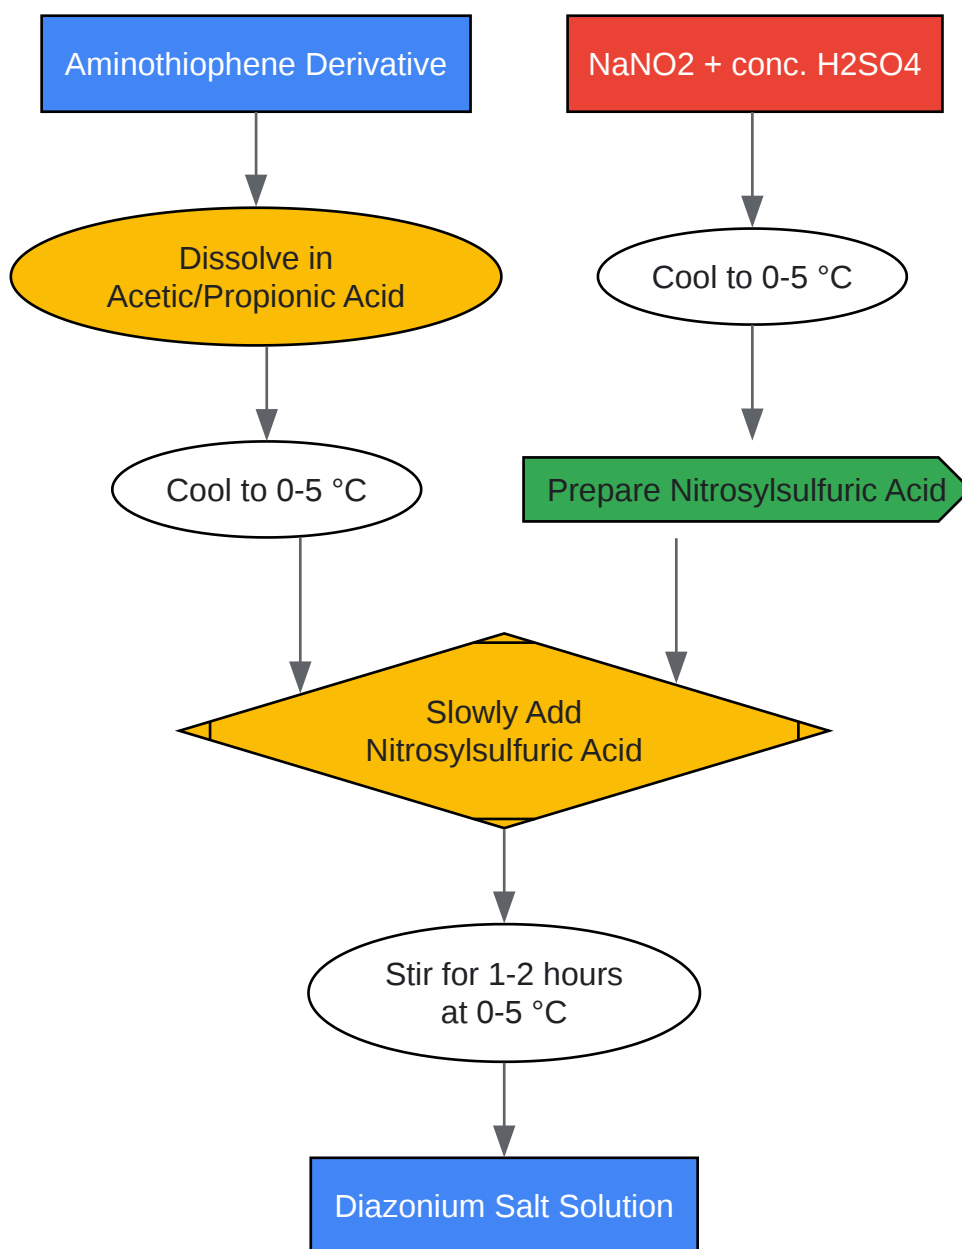 Aminothiophene Derivative
NaNO2 + conc. H2SO4
Dissolve in
Acetic/Propionic Acid
Cool to 0-5 °C
Cool to 0-5 °C
Prepare Nitrosylsulfuric Acid
Slowly Add
Nitrosylsulfuric Acid
Stir for 1-2 hours
at 0-5 °C
Diazonium Salt Solution